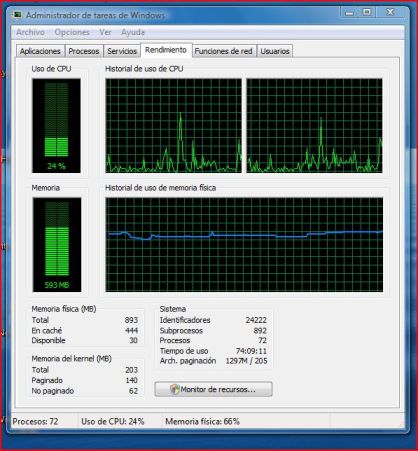 Administrador de tareas de Windows
Archivo Opciones Ver Ayuda
Aplicaciones Procesos Servicios Rendimiento Funciones de red Usuarios
Uso de CPU Historial de uso de CPU
24 %
Memoria Historial de uso de memoria física
593 MB
Memoria física (MB)
Total 893
En caché 444
Disponible 30
Memoria del kernel (MB)
Total 203
Paginado 140
No paginado 62
Sistema
Identificadores 24222
Subprocesos 892
Procesos 72
Tiempo de uso 74:09:11
Arch. paginación 1297M / 205
Monitor de recursos...
Procesos: 72 Uso de CPU: 24% Memoria física: 66%